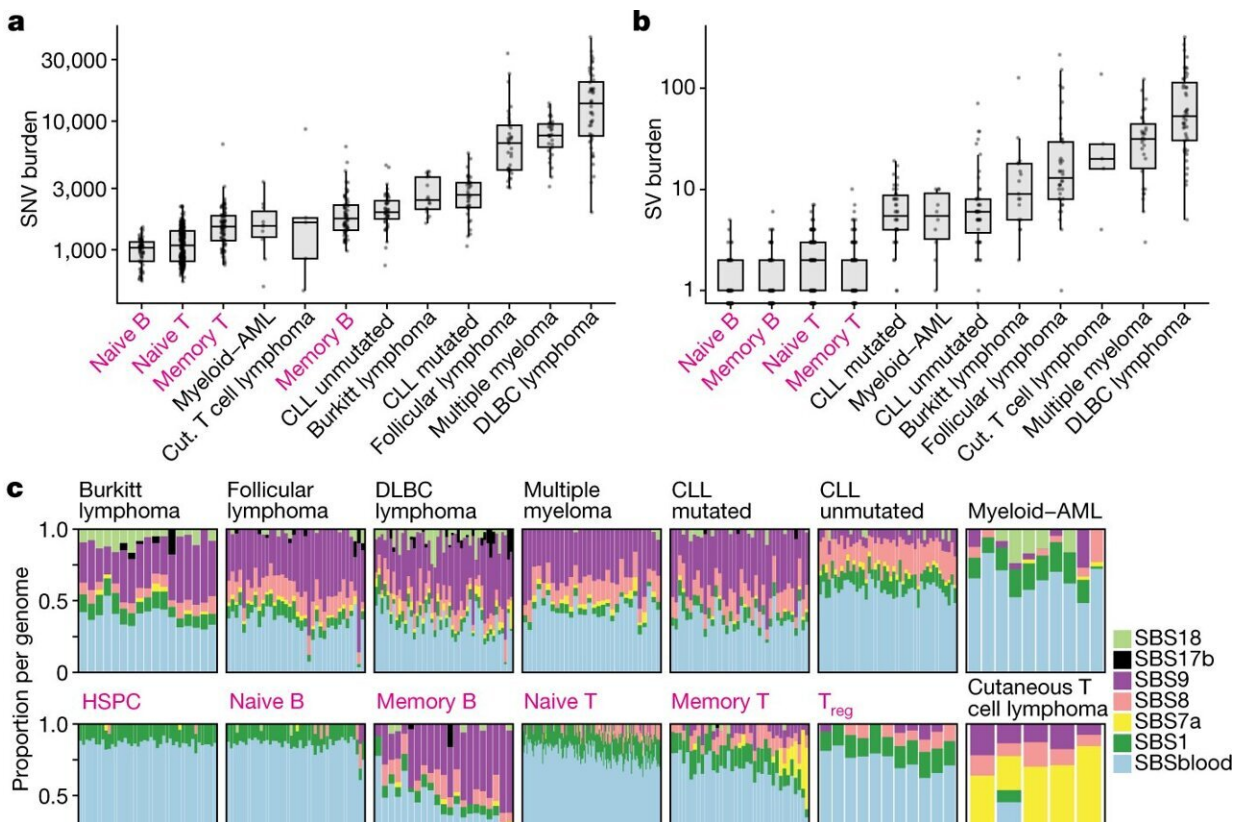 a
SNV burden
30,000
10,000
3,000
1,000
Naive B
Naive T
Memory T
Myeloid–AML
Cut. T cell lymphoma
Memory B
CLL unmutated
Burkitt lymphoma
CLL mutated
Follicular lymphoma
Multiple myeloma
DLBC lymphoma
b
SV burden
100
10
1
Naive B
Memory B
Naive T
Memory T
CLL mutated
Myeloid–AML
CLL unmutated
Burkitt lymphoma
Follicular lymphoma
Cut. T cell lymphoma
Multiple myeloma
DLBC lymphoma
c
Proportion per genome
Burkitt
lymphoma
Follicular
lymphoma
DLBC
lymphoma
Multiple
myeloma
CLL
mutated
CLL
unmutated
Myeloid–AML
1.0
0.5
0
HSPC
Naive B
Memory B
Naive T
Memory T
Treg
Cutaneous T
cell lymphoma
1.0
0.5
SBS18
SBS17b
SBS9
SBS8
SBS7a
SBS1
SBSblood